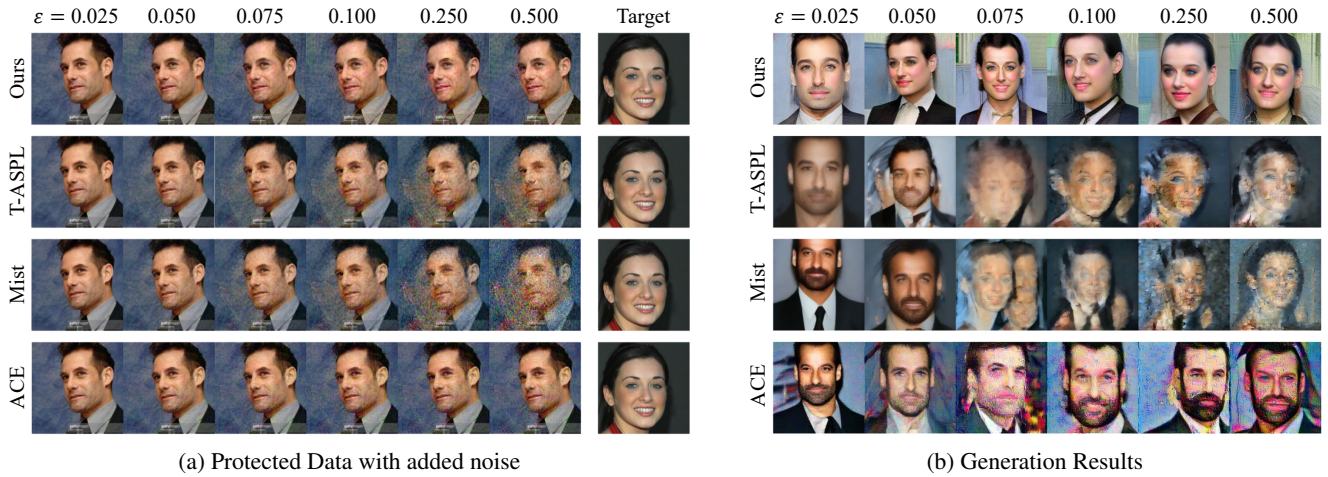 ε = 0.025 0.050 0.075 0.100 0.250 0.500 Target
Ours
T-ASPL
Mist
ACE
(a) Protected Data with added noise
ε = 0.025 0.050 0.075 0.100 0.250 0.500
Ours
T-ASPL
Mist
ACE
(b) Generation Results